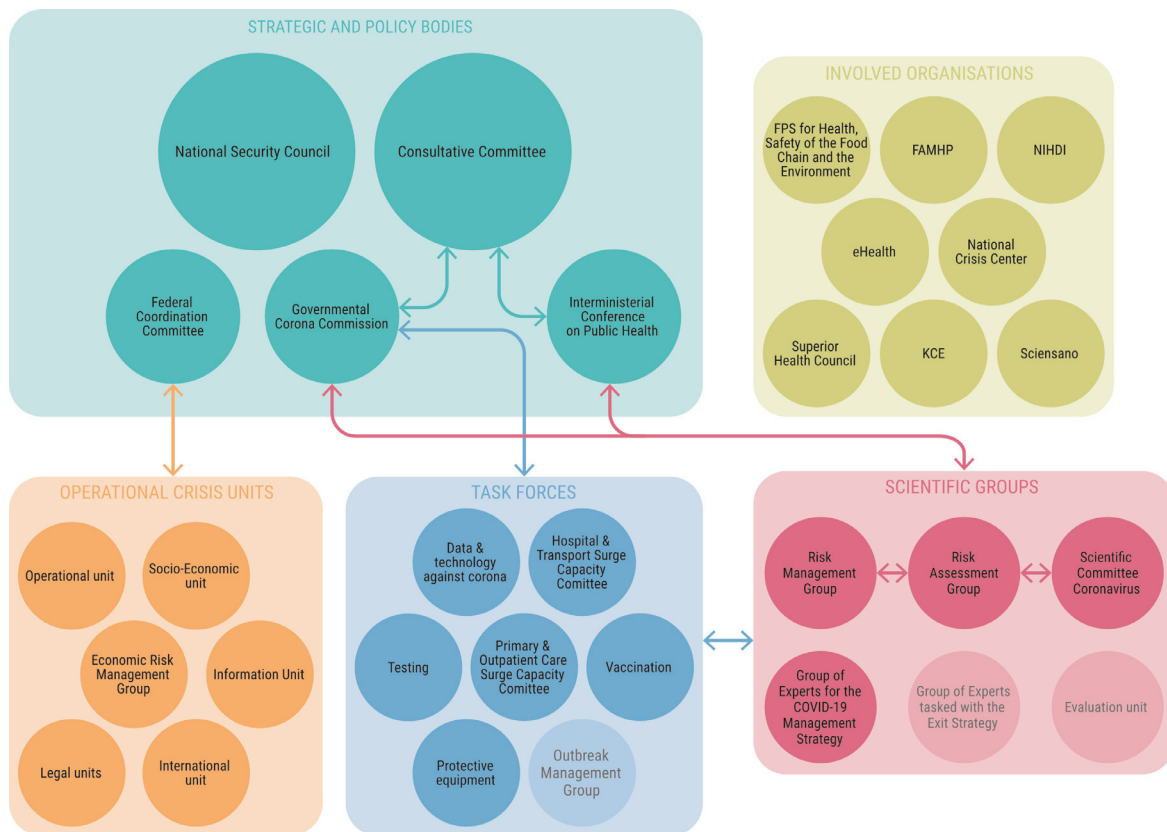 STRATEGIC AND POLICY BODIES
National Security Council
Consultative Committee
Federal
Coordination
Committee
Governmental
Corona Commission
Interministerial
Conference
on Public Health
INVOLVED ORGANISATIONS
FPS for Health,
Safety of the Food
Chain and the
Environment
FAMHP
NIHDI
eHealth
National
Crisis Center
Superior
Health Council
KCE
Sciensano
OPERATIONAL CRISIS UNITS
Operational unit
Socio-Economic
unit
Economic Risk
Management
Group
Information Unit
Legal units
International
unit
TASK FORCES
Data &
technology
against corona
Hospital &
Transport Surge
Capacity
Comittee
Testing
Primary &
Outpatient Care
Surge Capacity
Comittee
Vaccination
Protective
equipment
Outbreak
Management
Group
SCIENTIFIC GROUPS
Risk
Management
Group
Risk
Assessment
Group
Scientific
Committee
Coronavirus
Group of
Experts for the
COVID-19
Management
Strategy
Group of Experts
tasked with the
Exit Strategy
Evaluation unit